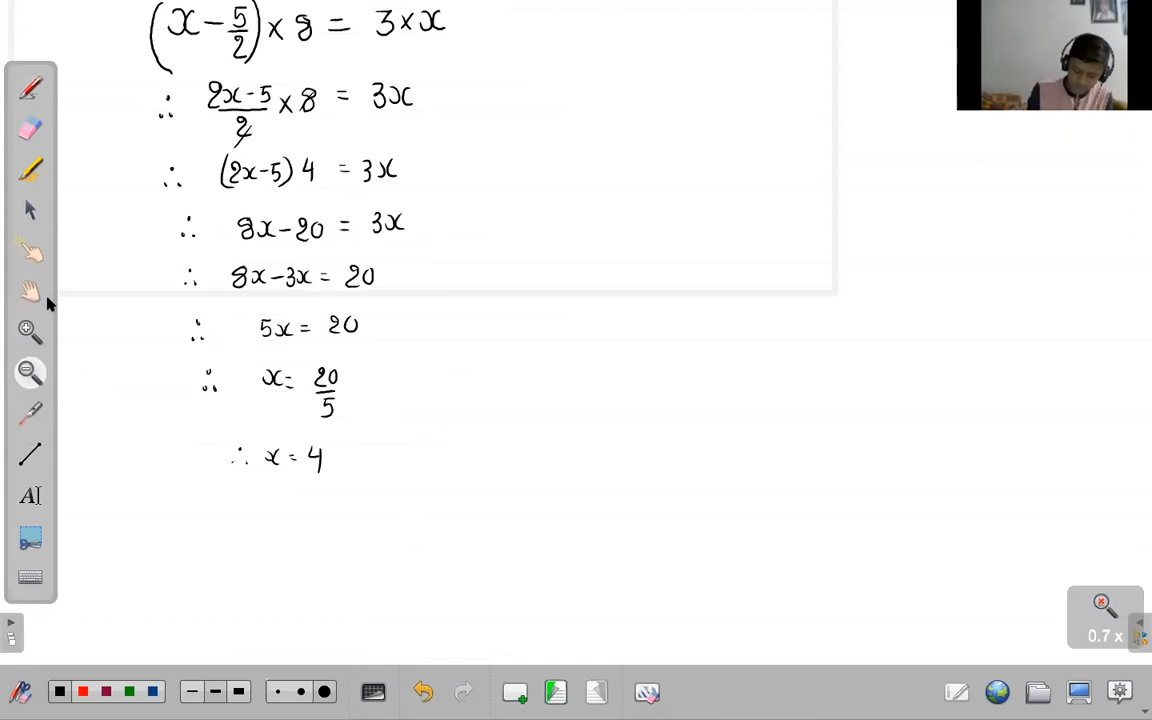 (x - 5/2) × 8 = 3 × x
∴ 2x-5/2 × 8 = 3x
∴ (2x-5) 4 = 3x
∴ 8x-20 = 3x
∴ 8x-3x = 20
∴ 5x = 20
∴ x = 20/5
∴ x = 4
A
0.7 x